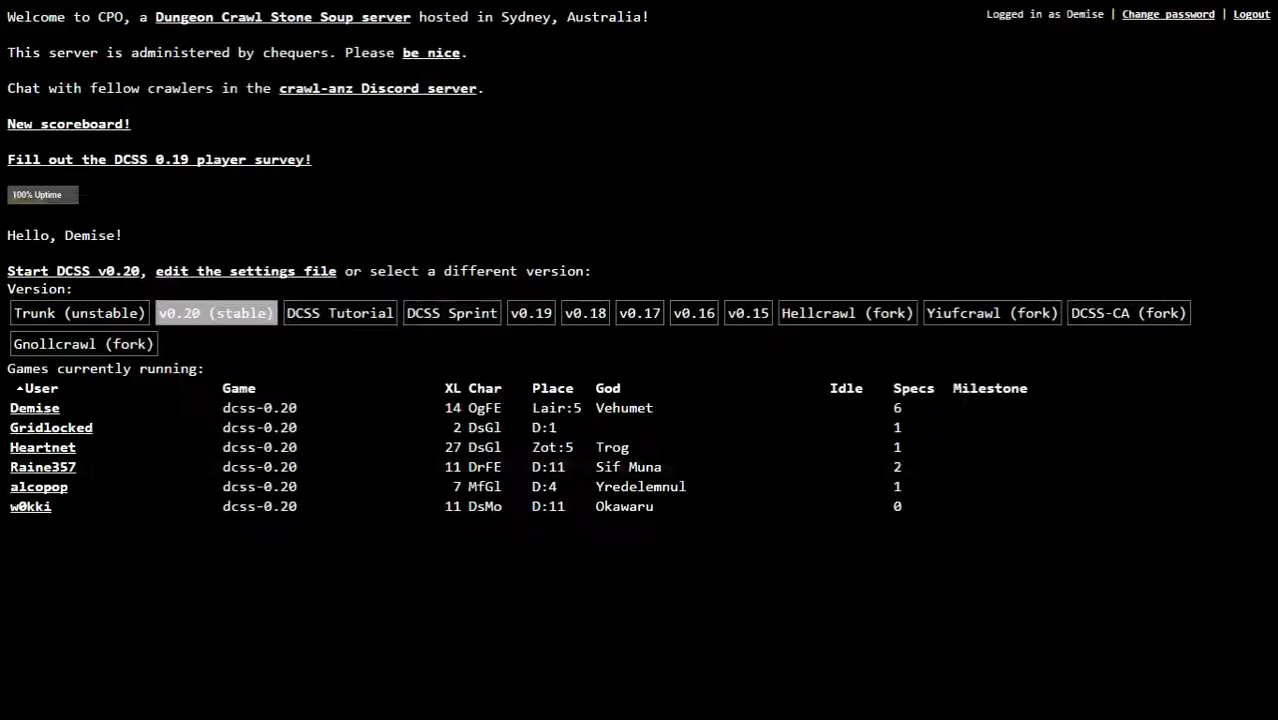 Welcome to CPO, a Dungeon Crawl Stone Soup server hosted in Sydney, Australia!
Logged in as Demise | Change password | Logout
This server is administered by chequers. Please be nice.
Chat with fellow crawlers in the crawl-anz Discord server.
New scoreboard!
Fill out the DCSS 0.19 player survey!
100% Uptime
Hello, Demise!
Start DCSS v0.20, edit the settings file or select a different version:
Version:
Trunk (unstable) v0.20 (stable) DCSS Tutorial DCSS Sprint v0.19 v0.18 v0.17 v0.16 v0.15 Hellcrawl (fork) Yiufcrawl (fork) DCSS-CA (fork)
Gnollcrawl (fork)
Games currently running:
User Game XL Char Place God Idle Specs Milestone
Demise dcss-0.20 14 OgFE Lair:5 Vehumet 6
Gridlocked dcss-0.20 2 DsGl D:1 1
Heartnet dcss-0.20 27 DsGl Zot:5 Trog 1
Raine357 dcss-0.20 11 DrFE D:11 Sif Muna 2
alcopop dcss-0.20 7 MfGl D:4 Yredelemnul 1
w0kki dcss-0.20 11 DsMo D:11 Okawaru 0